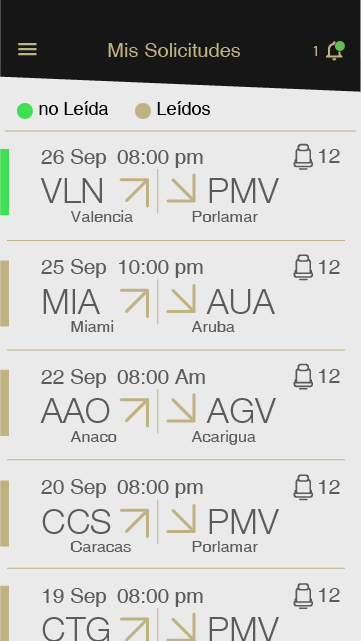 Mis Solicitudes 1
no Leída Leídos
26 Sep 08:00 pm 12
VLN PMV
Valencia Porlamar
25 Sep 10:00 pm 12
MIA AUA
Miami Aruba
22 Sep 08:00 Am 12
AAO AGV
Anaco Acarigua
20 Sep 08:00 pm 12
CCS PMV
Caracas Porlamar
19 Sep 08:00 pm 12
CTG PMV